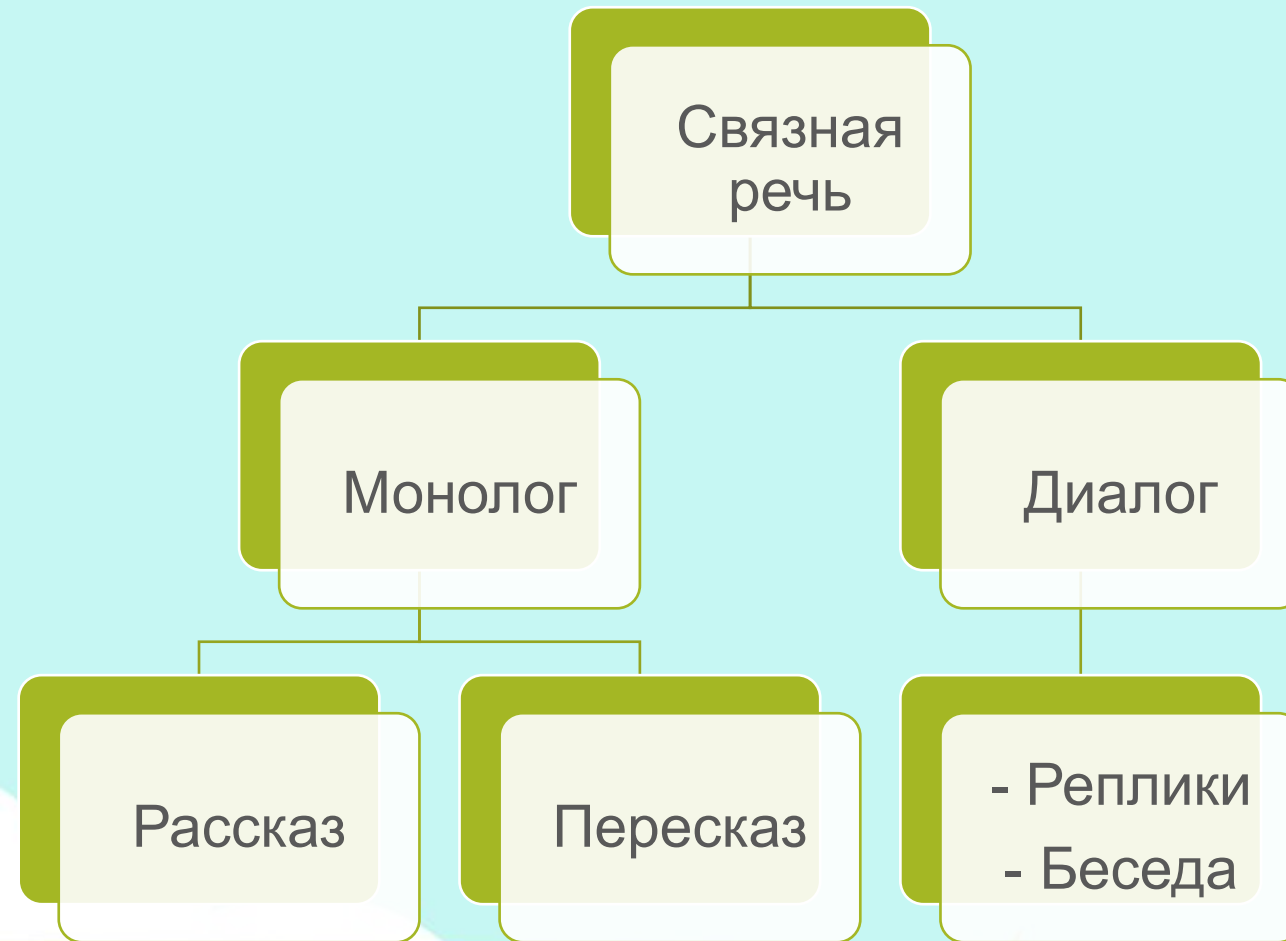 Связная
речь
Монолог
Диалог
Рассказ
Пересказ
- Реплики
- Беседа